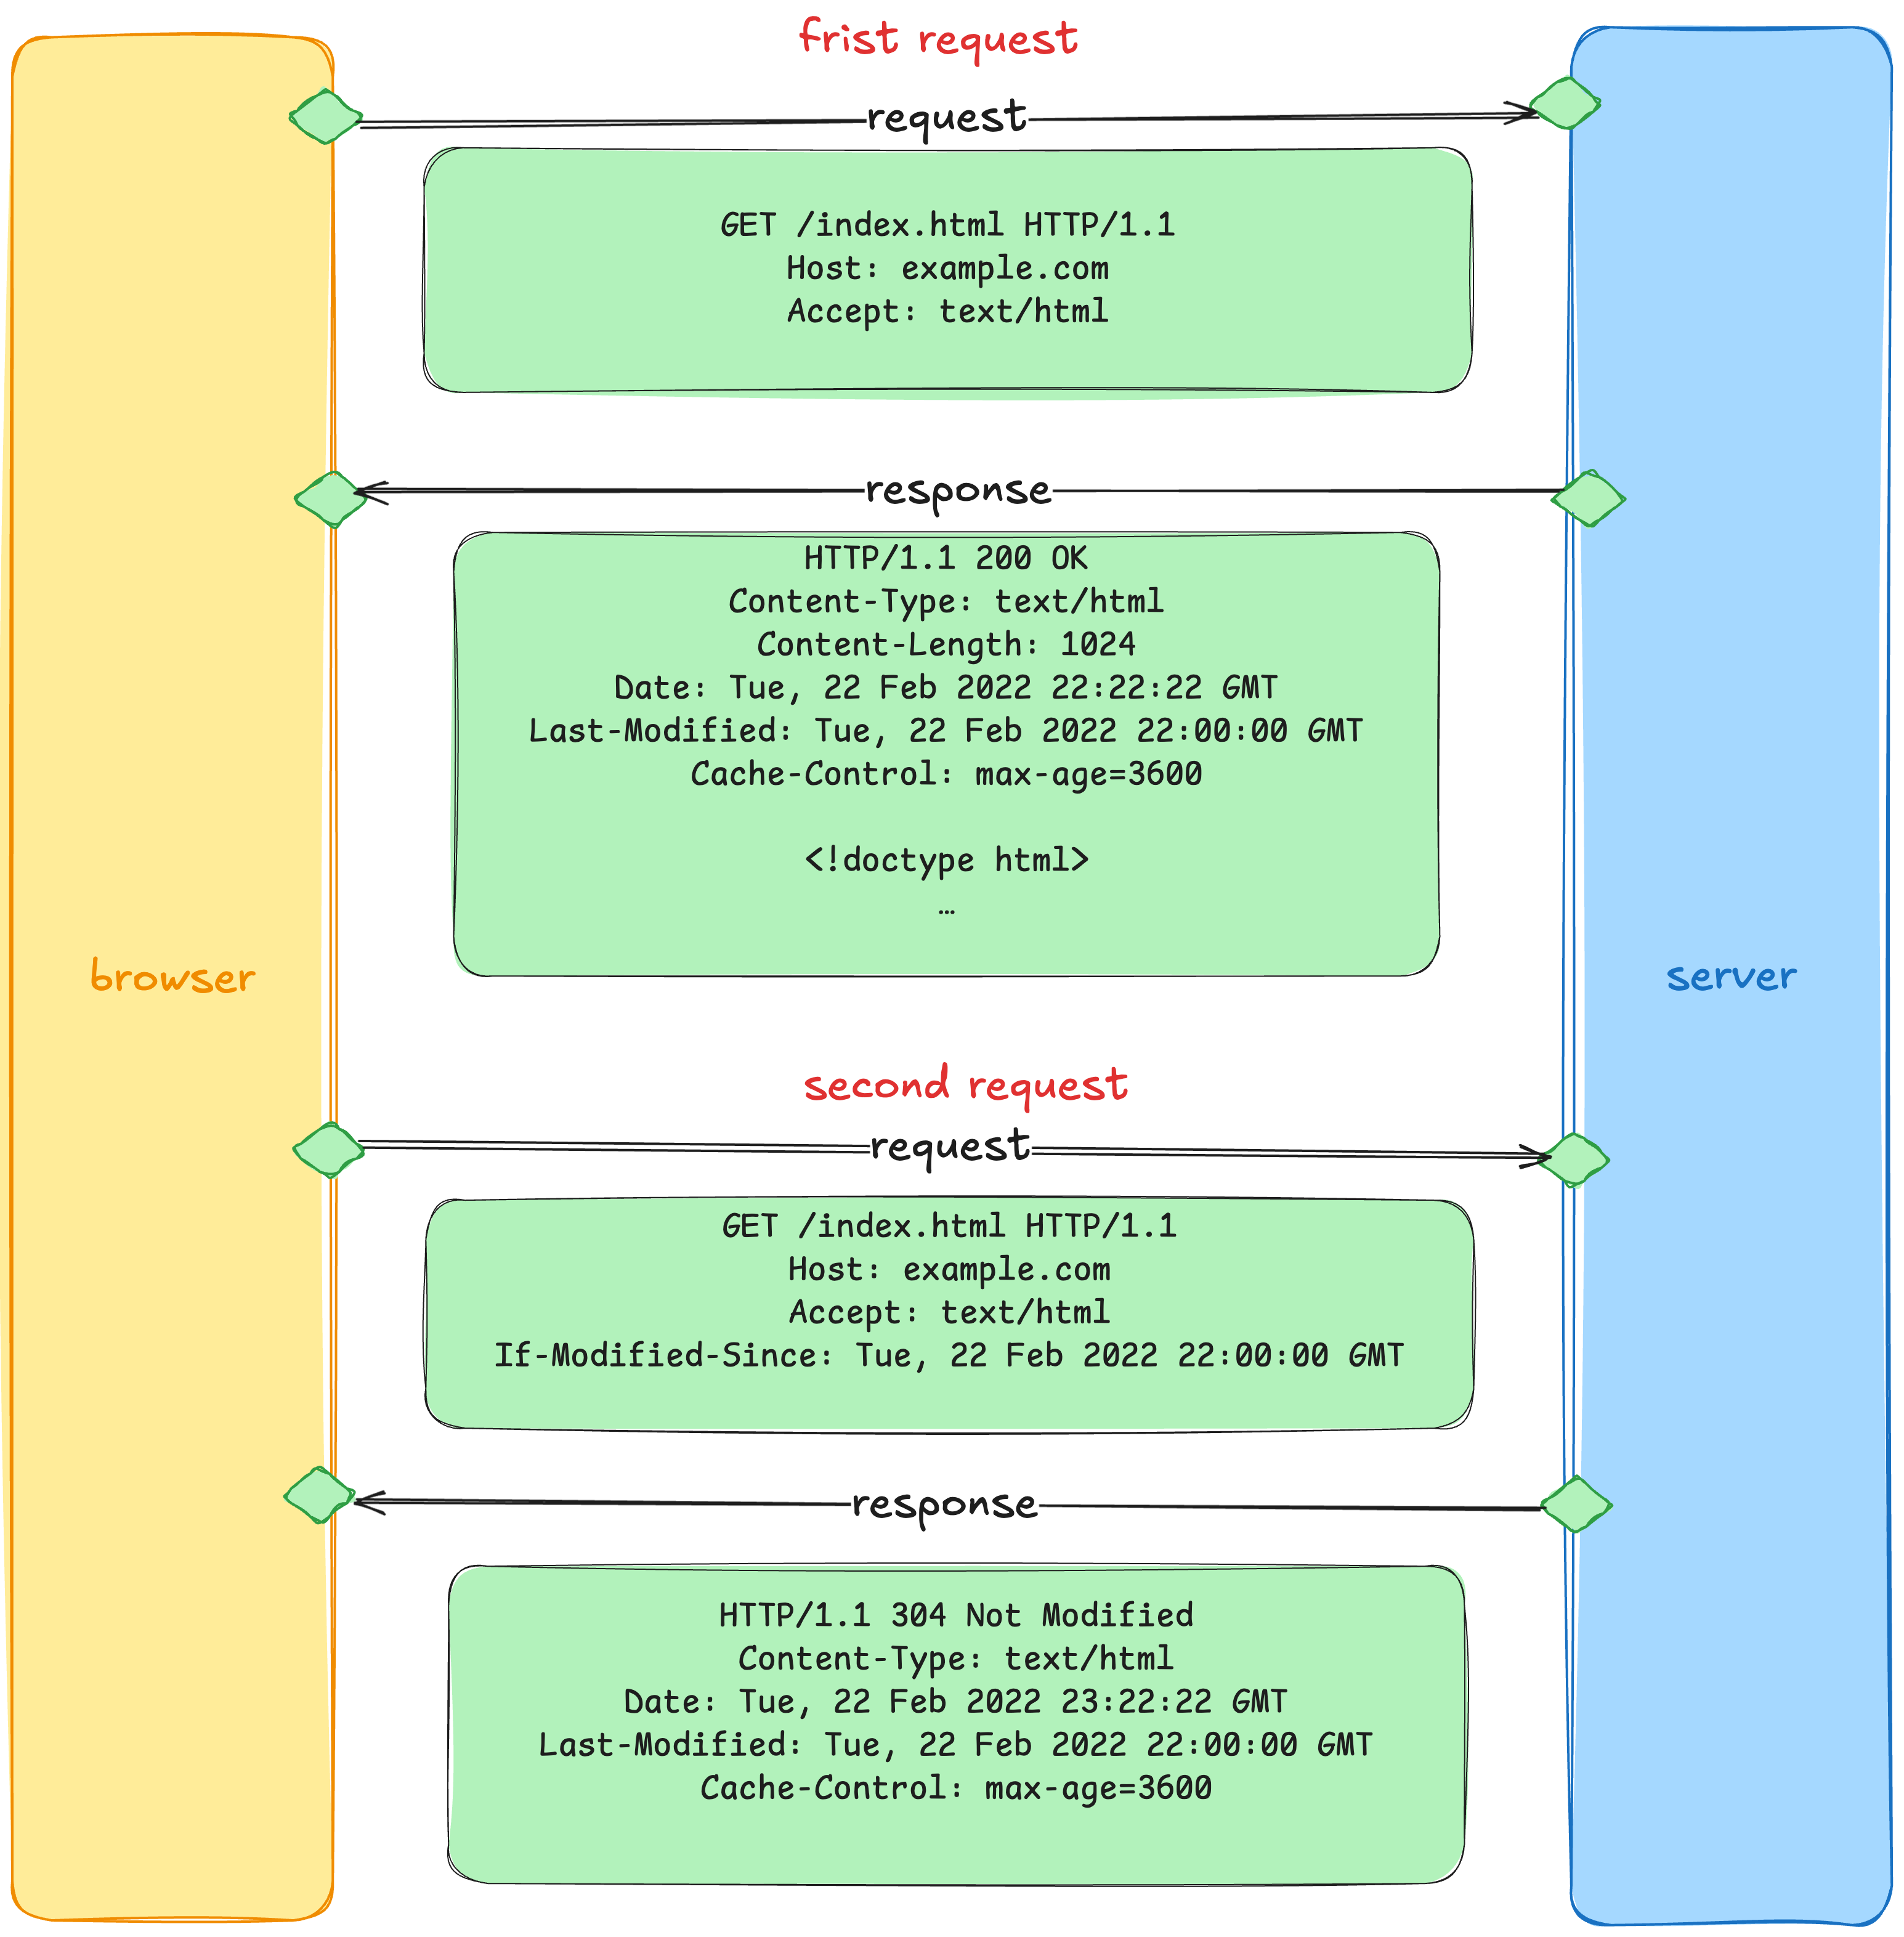 frist request
request
GET /index.html HTTP/1.1
Host: example.com
Accept: text/html
response
HTTP/1.1 200 OK
Content-Type: text/html
Content-Length: 1024
Date: Tue, 22 Feb 2022 22:22:22 GMT
Last-Modified: Tue, 22 Feb 2022 22:00:00 GMT
Cache-Control: max-age=3600
<!doctype html>
…
browser
server
second request
request
GET /index.html HTTP/1.1
Host: example.com
Accept: text/html
If-Modified-Since: Tue, 22 Feb 2022 22:00:00 GMT
response
HTTP/1.1 304 Not Modified
Content-Type: text/html
Date: Tue, 22 Feb 2022 23:22:22 GMT
Last-Modified: Tue, 22 Feb 2022 22:00:00 GMT
Cache-Control: max-age=3600